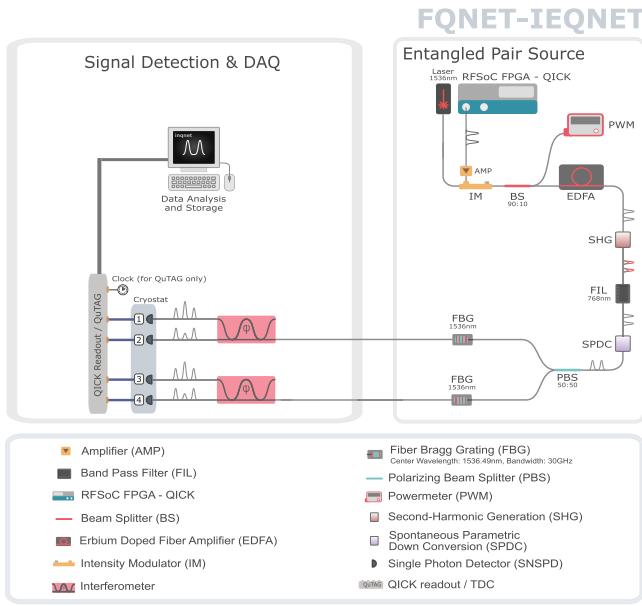 FQNET-IEQNET
Signal Detection & DAQ
Entangled Pair Source
Laser
1536nm
RFSoC FPGA - QICK
PWM
AMP
IM
BS
90:10
EDFA
inqnet
Data Analysis
and Storage
SHG
FIL
768nm
SPDC
Clock (for QuTAG only)
Cryostat
QICK Readout / QuTAG
1
2
3
4
φ
φ
FBG
1536nm
FBG
1536nm
PBS
50:50
Amplifier (AMP)
Band Pass Filter (FIL)
RFSoC FPGA - QICK
Beam Splitter (BS)
Erbium Doped Fiber Amplifier (EDFA)
Intensity Modulator (IM)
Interferometer
Fiber Bragg Grating (FBG)
Center Wavelength: 1536.49nm, Bandwidth: 30GHz
Polarizing Beam Splitter (PBS)
Powermeter (PWM)
Second-Harmonic Generation (SHG)
Spontaneous Parametric
Down Conversion (SPDC)
Single Photon Detector (SNSPD)
QuTAG
QICK readout / TDC